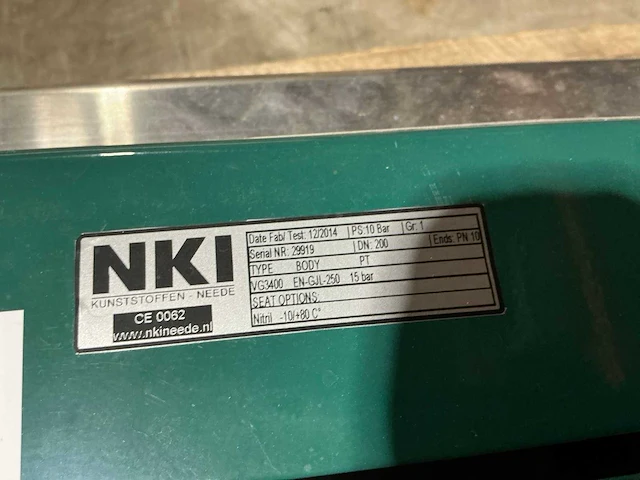 NKI
KUNSTSTOFFEN - NEEDE
CE 0062
www.nkineede.nl
Date Fab/ Test: 12/2014 PS:10 Bar Gr: 1
Serial NR: 29919 DN: 200 Ends: PN 10
TYPE BODY PT
VG3400 EN-GJL-250 15 bar
SEAT OPTIONS:
Nitril -10/+80 C°